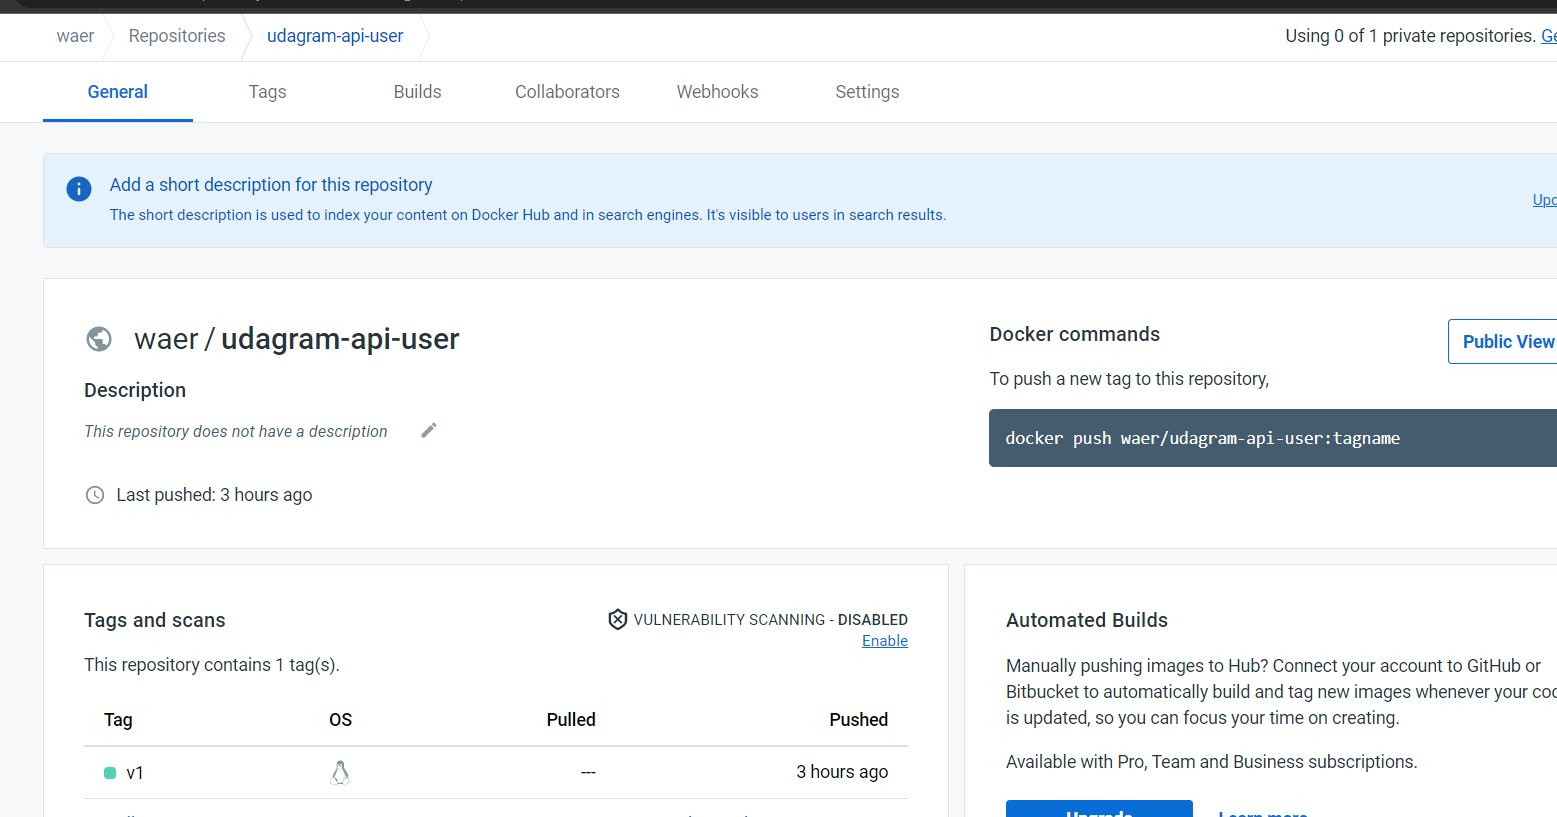 waer Repositories udagram-api-user Using 0 of 1 private repositories. Ge
General Tags Builds Collaborators Webhooks Settings
Add a short description for this repository
The short description is used to index your content on Docker Hub and in search engines. It's visible to users in search results.
Upd
waer / udagram-api-user
Description
This repository does not have a description
Last pushed: 3 hours ago
Docker commands
Public View
To push a new tag to this repository,
docker push waer/udagram-api-user:tagname
Tags and scans
VULNERABILITY SCANNING - DISABLED
Enable
This repository contains 1 tag(s).
Tag OS Pulled Pushed
v1 --- 3 hours ago
Automated Builds
Manually pushing images to Hub? Connect your account to GitHub or
Bitbucket to automatically build and tag new images whenever your cod
is updated, so you can focus your time on creating.
Available with Pro, Team and Business subscriptions.
Upgrade Learn more